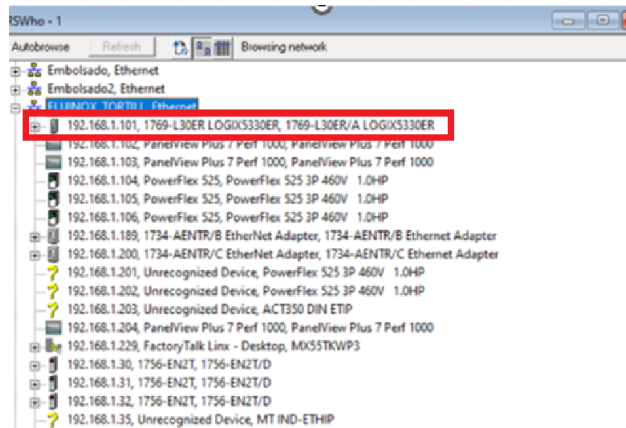 RSWho - 1
Autobrowse Refresh Browsing network
Embolsado, Ethernet
Embolsado2, Ethernet
192.168.1.101, 1769-L30ER LOGIX5330ER, 1769-L30ER/A LOGIX5330ER
192.168.1.102, PanelView Plus 7 Perf 1000, PanelView Plus 7 Perf 1000
192.168.1.103, PanelView Plus 7 Perf 1000, PanelView Plus 7 Perf 1000
192.168.1.104, PowerFlex 525, PowerFlex 525 3P 460V 1.0HP
192.168.1.105, PowerFlex 525, PowerFlex 525 3P 460V 1.0HP
192.168.1.106, PowerFlex 525, PowerFlex 525 3P 460V 1.0HP
192.168.1.189, 1734-AENTR/B EtherNet Adapter, 1734-AENTR/B Ethernet Adapter
192.168.1.200, 1734-AENTR/C EtherNet Adapter, 1734-AENTR/C Ethernet Adapter
192.168.1.201, Unrecognized Device, PowerFlex 525 3P 460V 1.0HP
192.168.1.202, Unrecognized Device, PowerFlex 525 3P 460V 1.0HP
192.168.1.203, Unrecognized Device, ACT350 DIN ETIP
192.168.1.204, PanelView Plus 7 Perf 1000, PanelView Plus 7 Perf 1000
192.168.1.229, FactoryTalk Linx - Desktop, MX55TKWP3
192.168.1.30, 1756-EN2T, 1756-EN2T/D
192.168.1.31, 1756-EN2T, 1756-EN2T/D
192.168.1.32, 1756-EN2T, 1756-EN2T/D
192.168.1.35, Unrecognized Device, MT IND-ETHIP